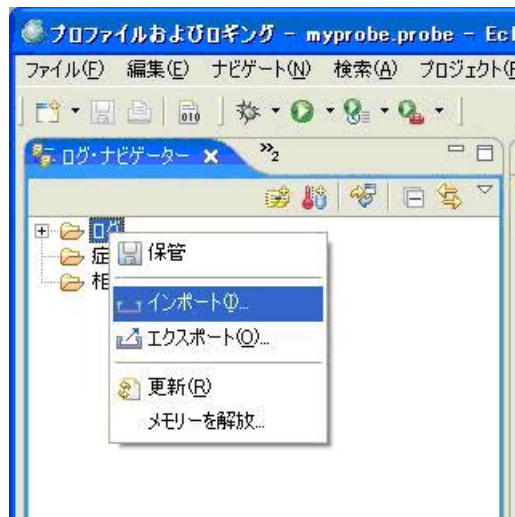 プロファイルおよびロギング - myprobe.probe - Ecl
ファイル(F) 編集(E) ナビゲート(N) 検索(A) プロジェクト(P
010
ログ・ナビゲーター
»2
ログ
症
相
保管
インポート(I)...
エクスポート(O)...
更新(R)
メモリーを解放...